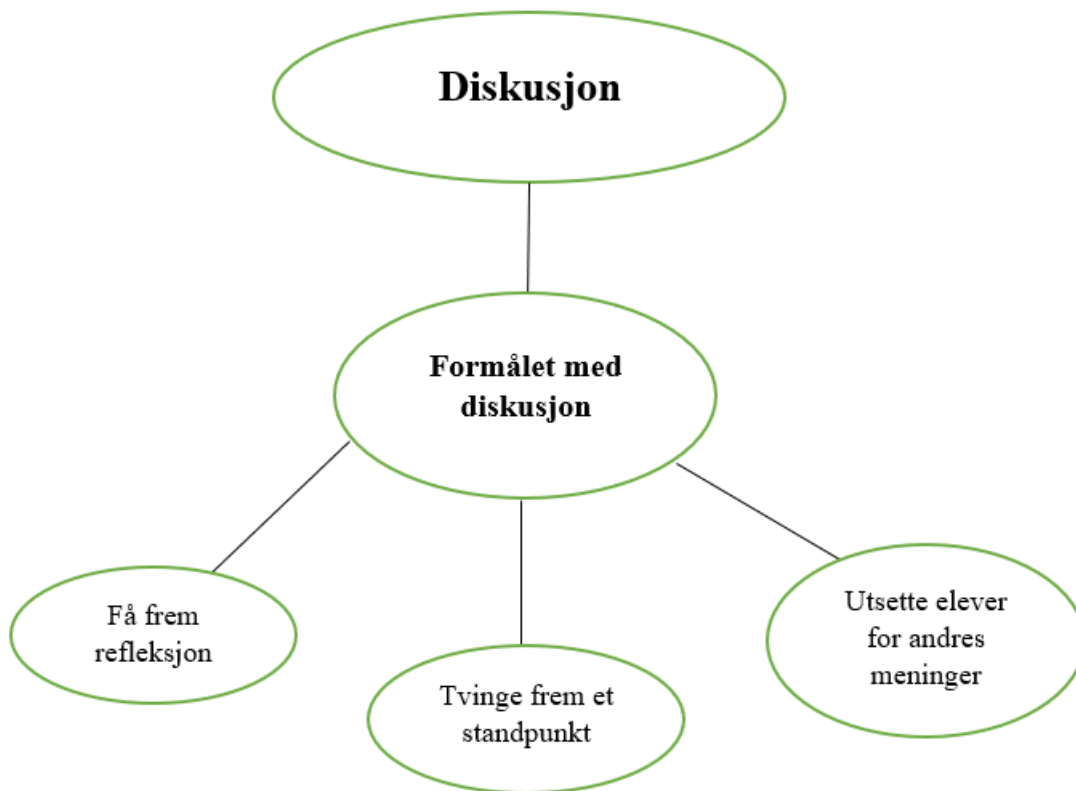 Diskusjon
Formålet med
diskusjon
Få frem
refleksjon
Tvinge frem et
standpunkt
Utsette elever
for andres
meninger